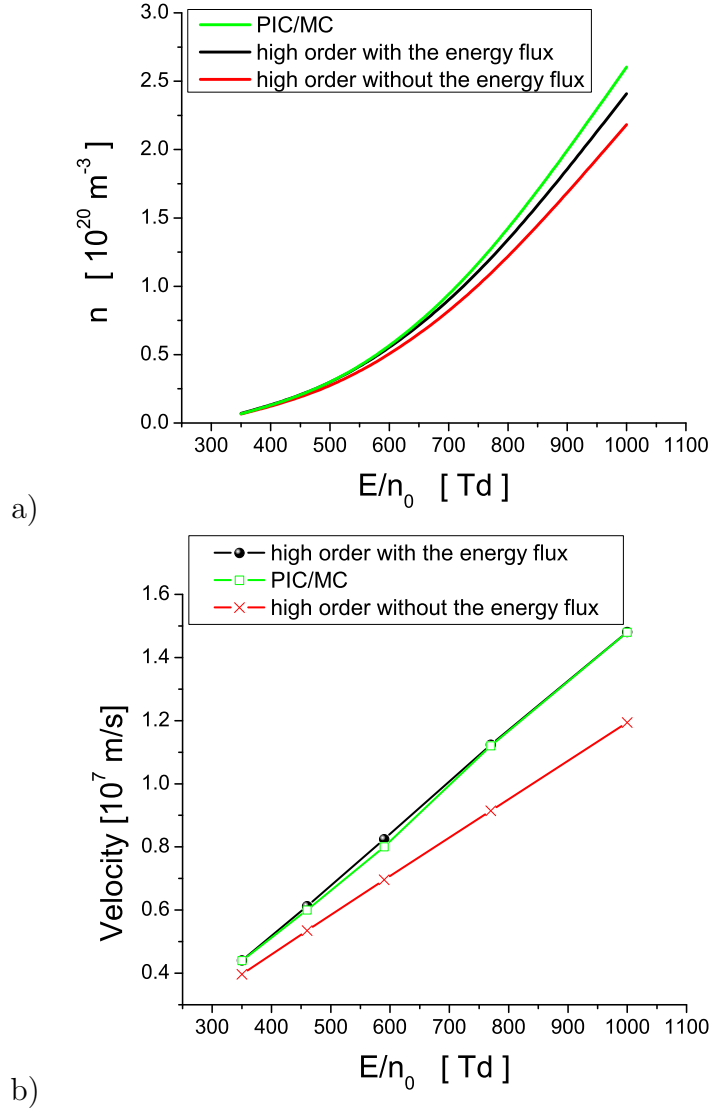 PIC/MC
high order with the energy flux
high order without the energy flux
3.0
2.5
2.0
1.5
1.0
0.5
0.0
n [ 10^20 m^-3 ]
300 400 500 600 700 800 900 1000 1100
E/n_0 [ Td ]
a)
high order with the energy flux
PIC/MC
high order without the energy flux
1.6
1.4
1.2
1.0
0.8
0.6
0.4
Velocity [10^7 m/s]
300 400 500 600 700 800 900 1000 1100
E/n_0 [ Td ]
b)